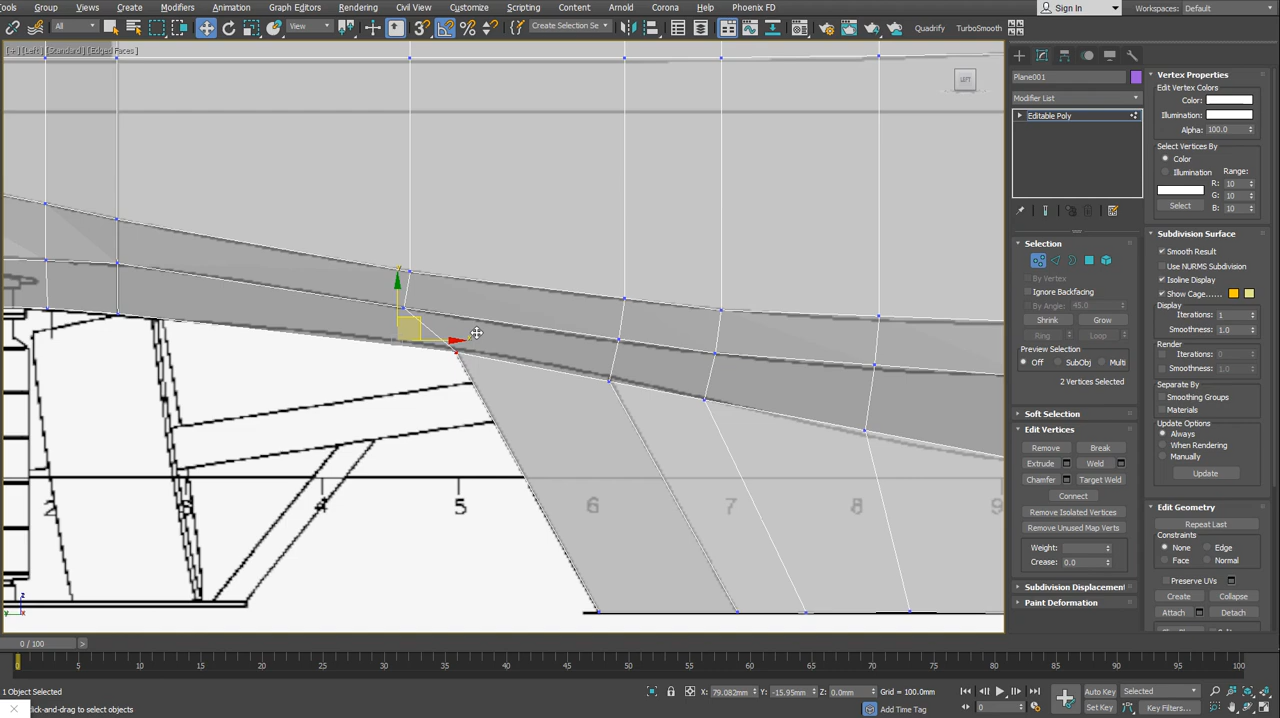 Tools Group Views Create Modifiers Animation Graph Editors Rendering Civil View Customize Scripting Content Arnold Corona Help Phoenix FD Sign In Workspaces: Default
All View Create Selection Se Quadrify TurboSmooth
[+] [Left] [Standard] [Edged Faces]
LEFT
2 3 4 5 6 7 8 9
z
y x
Plane001
Modifier List
Editable Poly
Selection
By Vertex
Ignore Backfacing
By Angle: 45.0
Shrink Grow
Ring Loop
Preview Selection
Off SubObj Multi
2 Vertices Selected
Soft Selection
Edit Vertices
Remove Break
Extrude Weld
Chamfer Target Weld
Connect
Remove Isolated Vertices
Remove Unused Map Verts
Weight:
Crease: 0.0
Subdivision Displacement
Paint Deformation
Vertex Properties
Edit Vertex Colors
Color:
Illumination:
Alpha: 100.0
Select Vertices By
Color
Illumination Range:
R: 10
G: 10
B: 10
Select
Subdivision Surface
Smooth Result
Use NURMS Subdivision
Isoline Display
Show Cage......
Display
Iterations: 1
Smoothness: 1.0
Render
Iterations: 0
Smoothness: 1.0
Separate By
Smoothing Groups
Materials
Update Options
Always
When Rendering
Manually
Update
Edit Geometry
Repeat Last
Constraints
None Edge
Face Normal
Preserve UVs
Create Collapse
Attach Detach
0 / 100 >
0 5 10 15 20 25 30 35 40 45 50 55 60 65 70 75 80 85 90 95 100
1 Object Selected
click-and-drag to select objects
X: 79.082mm Y: -15.95mm Z: 0.0mm Grid = 100.0mm
Add Time Tag
0
Auto Key Selected
Set Key Key Filters...